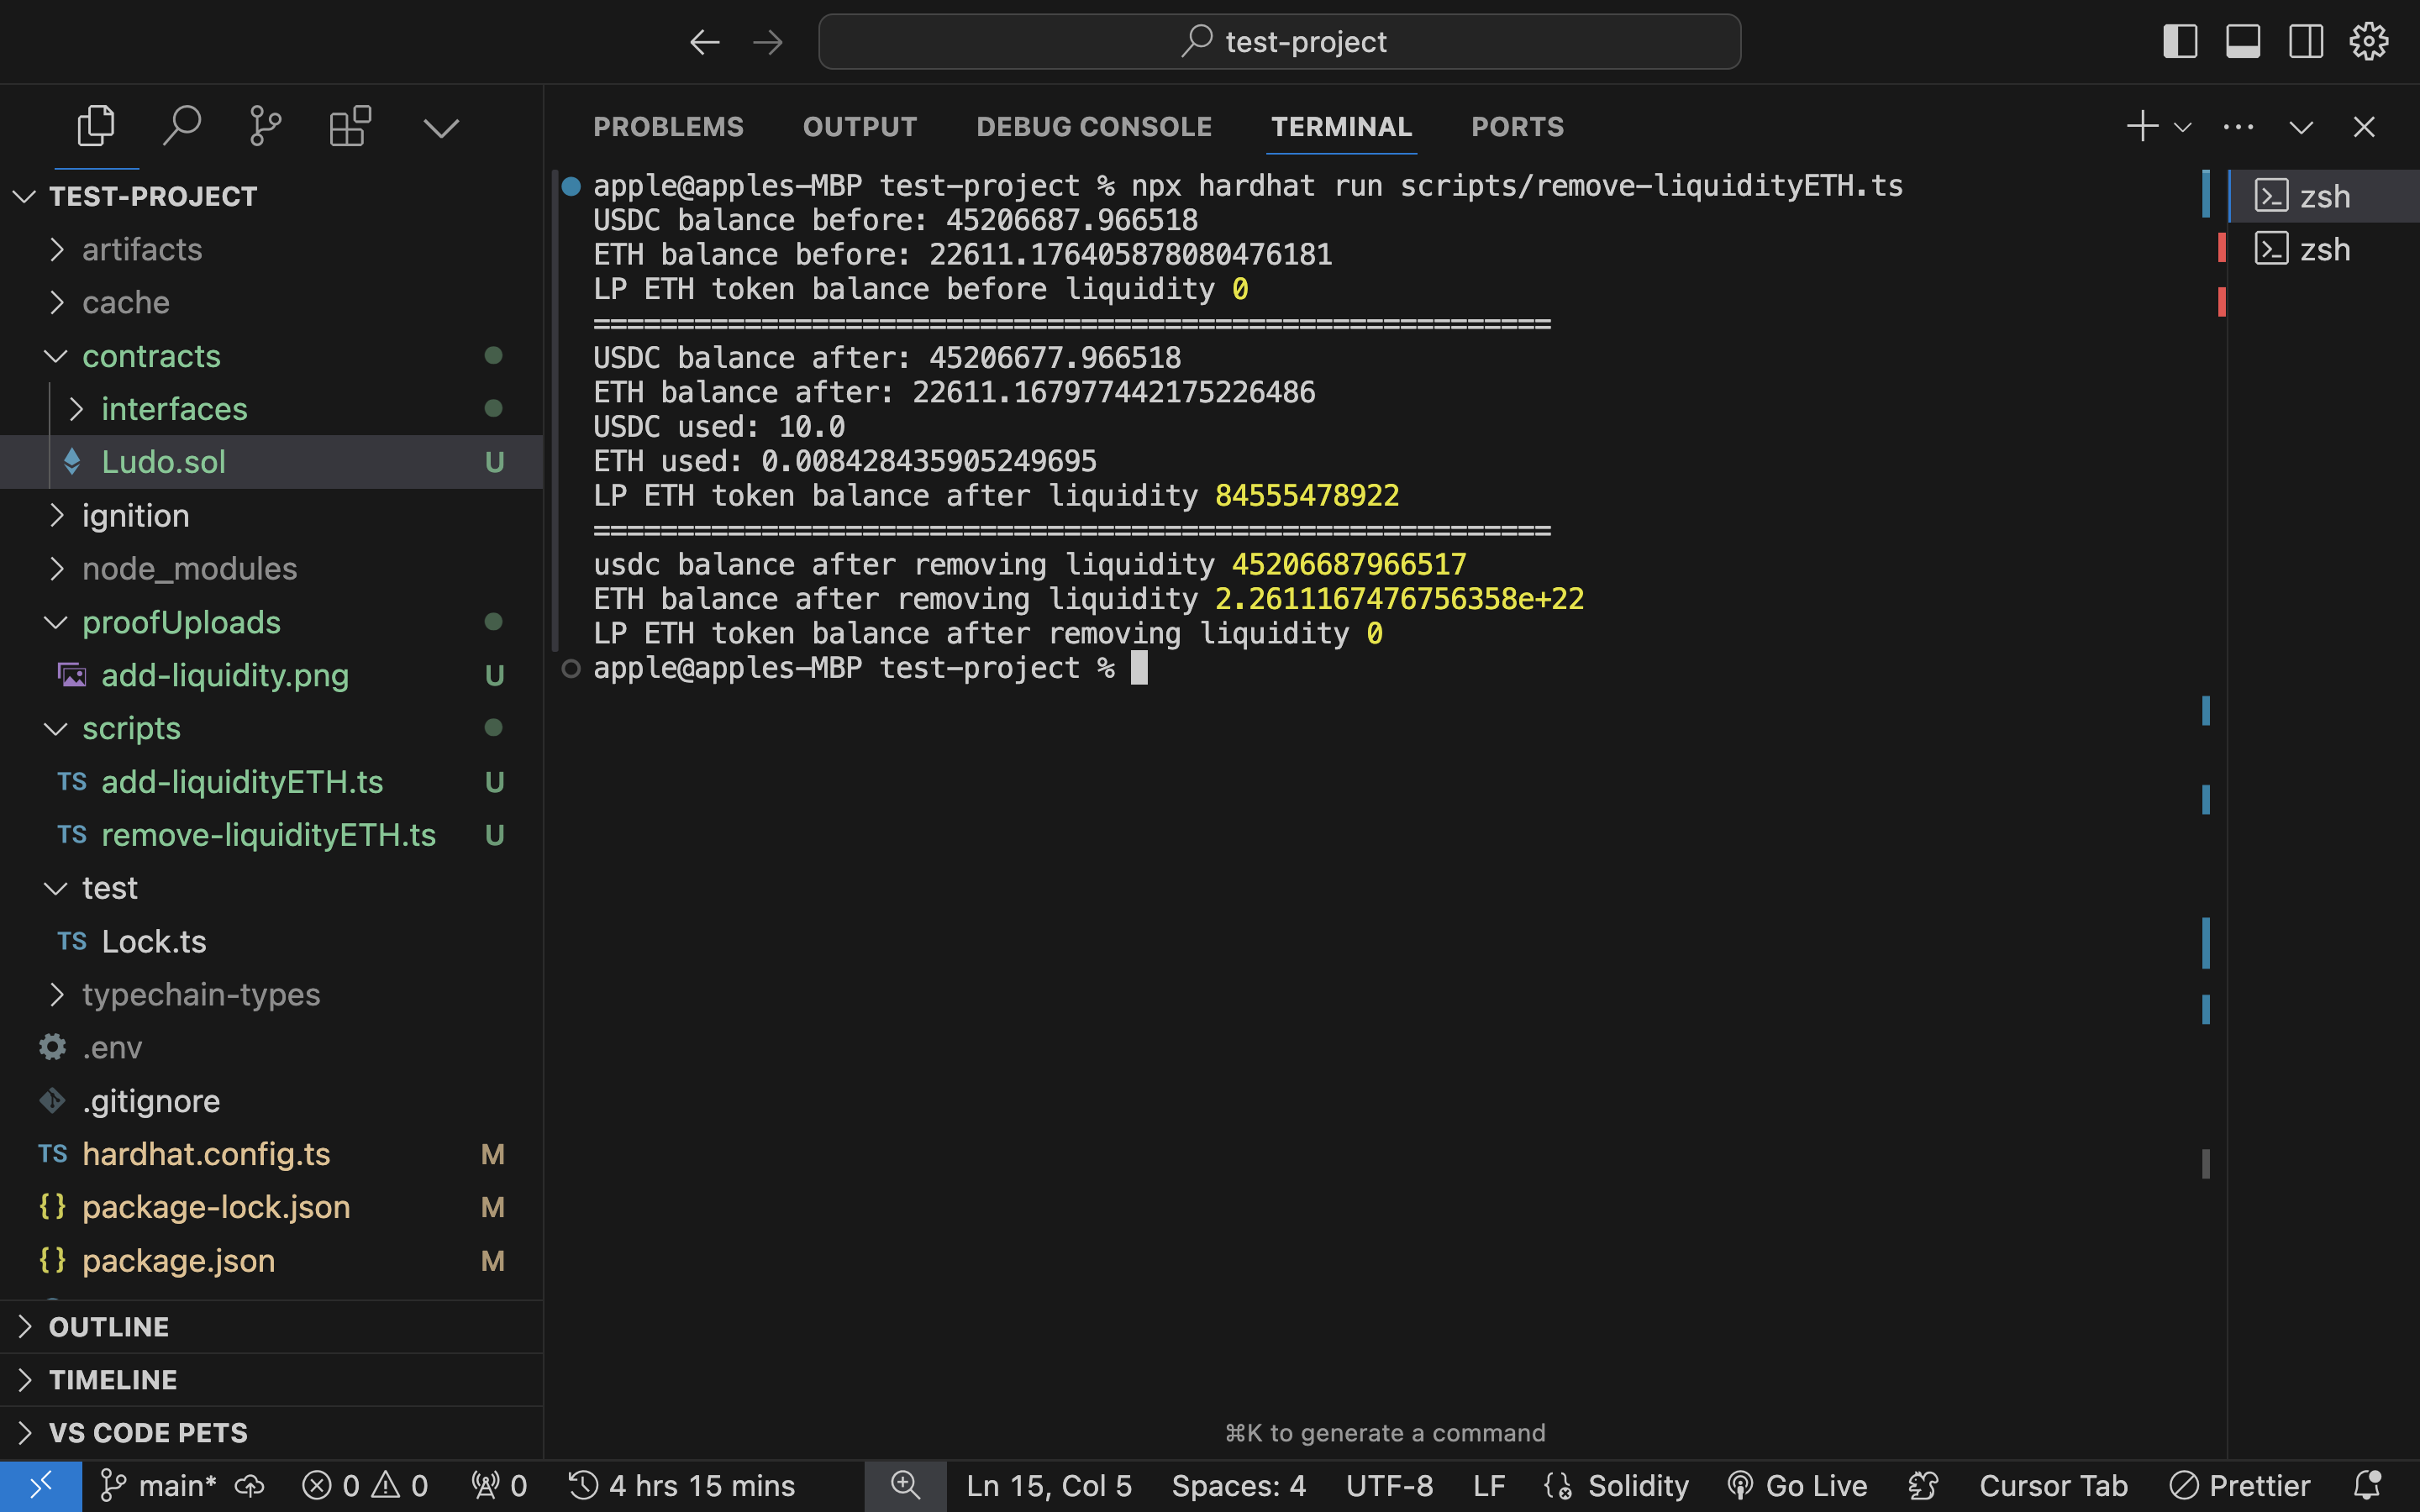 test-project
PROBLEMS
OUTPUT
DEBUG CONSOLE
TERMINAL
PORTS
TEST-PROJECT
artifacts
cache
contracts
interfaces
Ludo.sol U
ignition
node_modules
proofUploads
add-liquidity.png U
scripts
TS add-liquidityETH.ts U
TS remove-liquidityETH.ts U
test
TS Lock.ts
typechain-types
.env
.gitignore
TS hardhat.config.ts M
{} package-lock.json M
{} package.json M
OUTLINE
TIMELINE
VS CODE PETS
apple@apples-MBP test-project % npx hardhat run scripts/remove-liquidityETH.ts
USDC balance before: 45206687.966518
ETH balance before: 22611.176405878080476181
LP ETH token balance before liquidity 0
=========================================================
USDC balance after: 45206677.966518
ETH balance after: 22611.167977442175226486
USDC used: 10.0
ETH used: 0.008428435905249695
LP ETH token balance after liquidity 84555478922
=========================================================
usdc balance after removing liquidity 45206687966517
ETH balance after removing liquidity 2.2611167476756358e+22
LP ETH token balance after removing liquidity 0
apple@apples-MBP test-project %
⌘K to generate a command
zsh
zsh
main* 0 0 0 4 hrs 15 mins Ln 15, Col 5 Spaces: 4 UTF-8 LF Solidity Go Live Cursor Tab Prettier